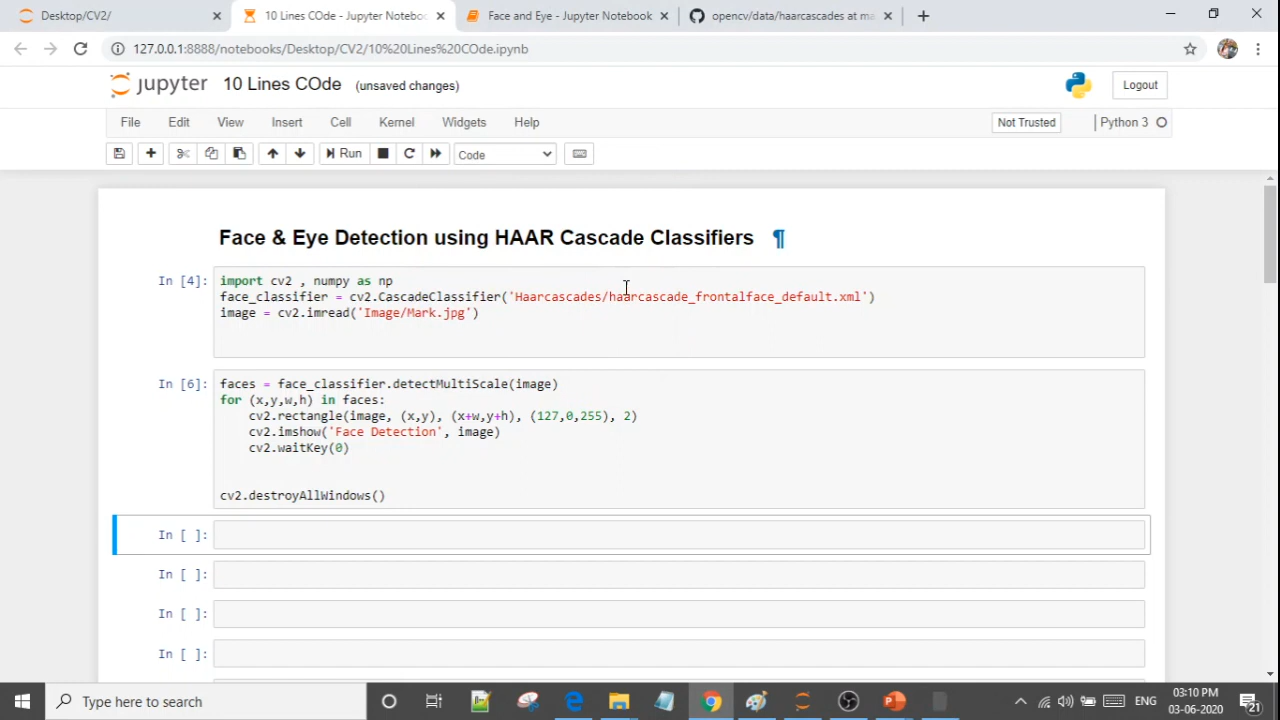 Desktop/CV2/
10 Lines COde - Jupyter Notebo
Face and Eye - Jupyter Notebook
opencv/data/haarcascades at ma
127.0.0.1:8888/notebooks/Desktop/CV2/10%20Lines%20COde.ipynb
jupyter 10 Lines COde (unsaved changes)
Logout
File Edit View Insert Cell Kernel Widgets Help
Not Trusted
Python 3
Run
Code
Face & Eye Detection using HAAR Cascade Classifiers ¶
In [4]:
import cv2 , numpy as np
face_classifier = cv2.CascadeClassifier('Haarcascades/haarcascade_frontalface_default.xml')
image = cv2.imread('Image/Mark.jpg')
In [6]:
faces = face_classifier.detectMultiScale(image)
for (x,y,w,h) in faces:
    cv2.rectangle(image, (x,y), (x+w,y+h), (127,0,255), 2)
    cv2.imshow('Face Detection', image)
    cv2.waitKey(0)
cv2.destroyAllWindows()
In [ ]:
In [ ]:
In [ ]:
In [ ]:
Type here to search
ENG
03:10 PM
03-06-2020
21